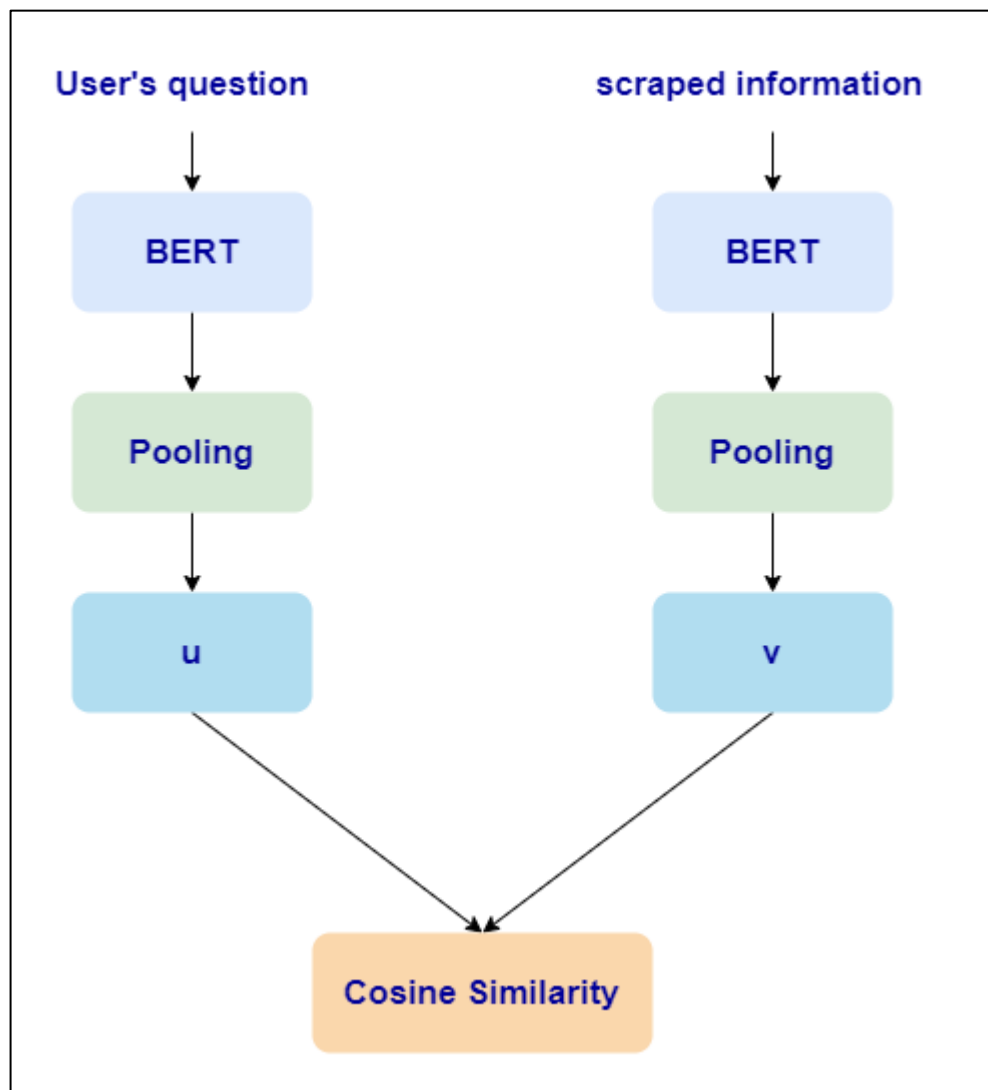 User's question
scraped information
BERT
BERT
Pooling
Pooling
u
v
Cosine Similarity